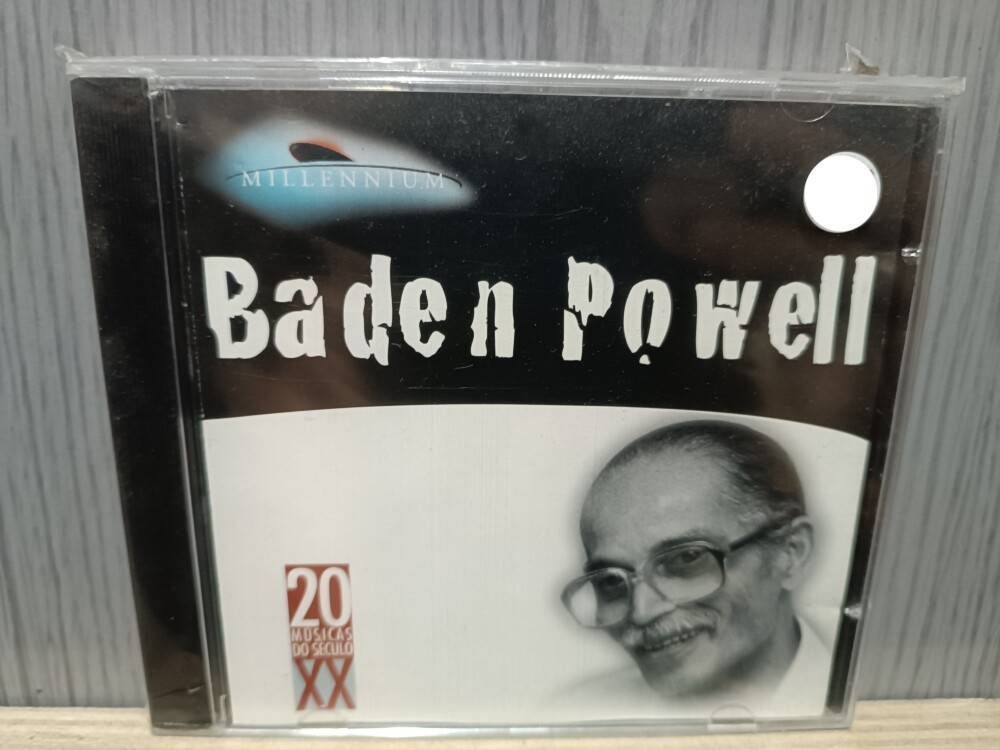 MILLENNIUM
Baden Powell
20
MÚSICAS
DO SÉCULO
XX